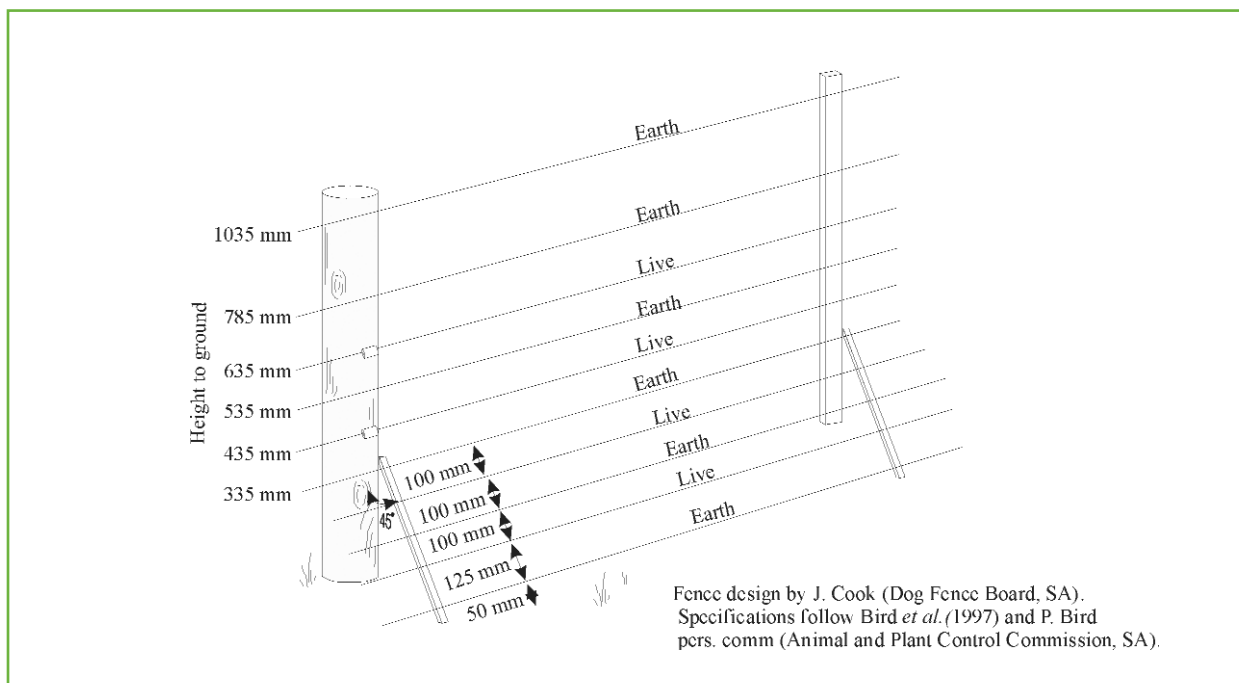 Earth
Earth
1035 mm
Live
Earth
785 mm
Live
635 mm
Earth
535 mm
Live
435 mm
Earth
335 mm
Live
Earth
Height to ground
100 mm
45°
100 mm
100 mm
125 mm
50 mm
Fence design by J. Cook (Dog Fence Board, SA).
Specifications follow Bird et al.(1997) and P. Bird
pers. comm (Animal and Plant Control Commission, SA).